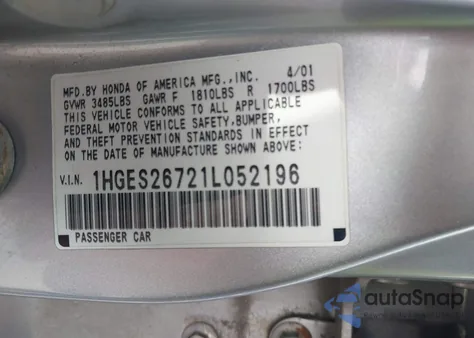 MFD.BY HONDA OF AMERICA MFG.,INC. 4/01
GVWR 3485LBS GAWR F 1810LBS R 1700LBS
THIS VEHICLE CONFORMS TO ALL APPLICABLE
FEDERAL MOTOR VEHICLE SAFETY,BUMPER,
AND THEFT PREVENTION STANDARDS IN EFFECT
ON THE DATE OF MANUFACTURE SHOWN ABOVE:
V.I.N. 1HGES26721L052196
PASSENGER CAR
autoSnap